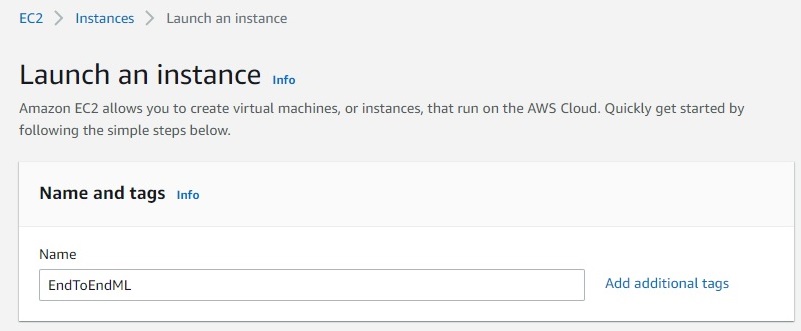 EC2 > Instances > Launch an instance
Launch an instance Info
Amazon EC2 allows you to create virtual machines, or instances, that run on the AWS Cloud. Quickly get started by
following the simple steps below.
Name and tags Info
Name
EndToEndML Add additional tags